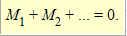 M₁ + M₂ + ... = 0.